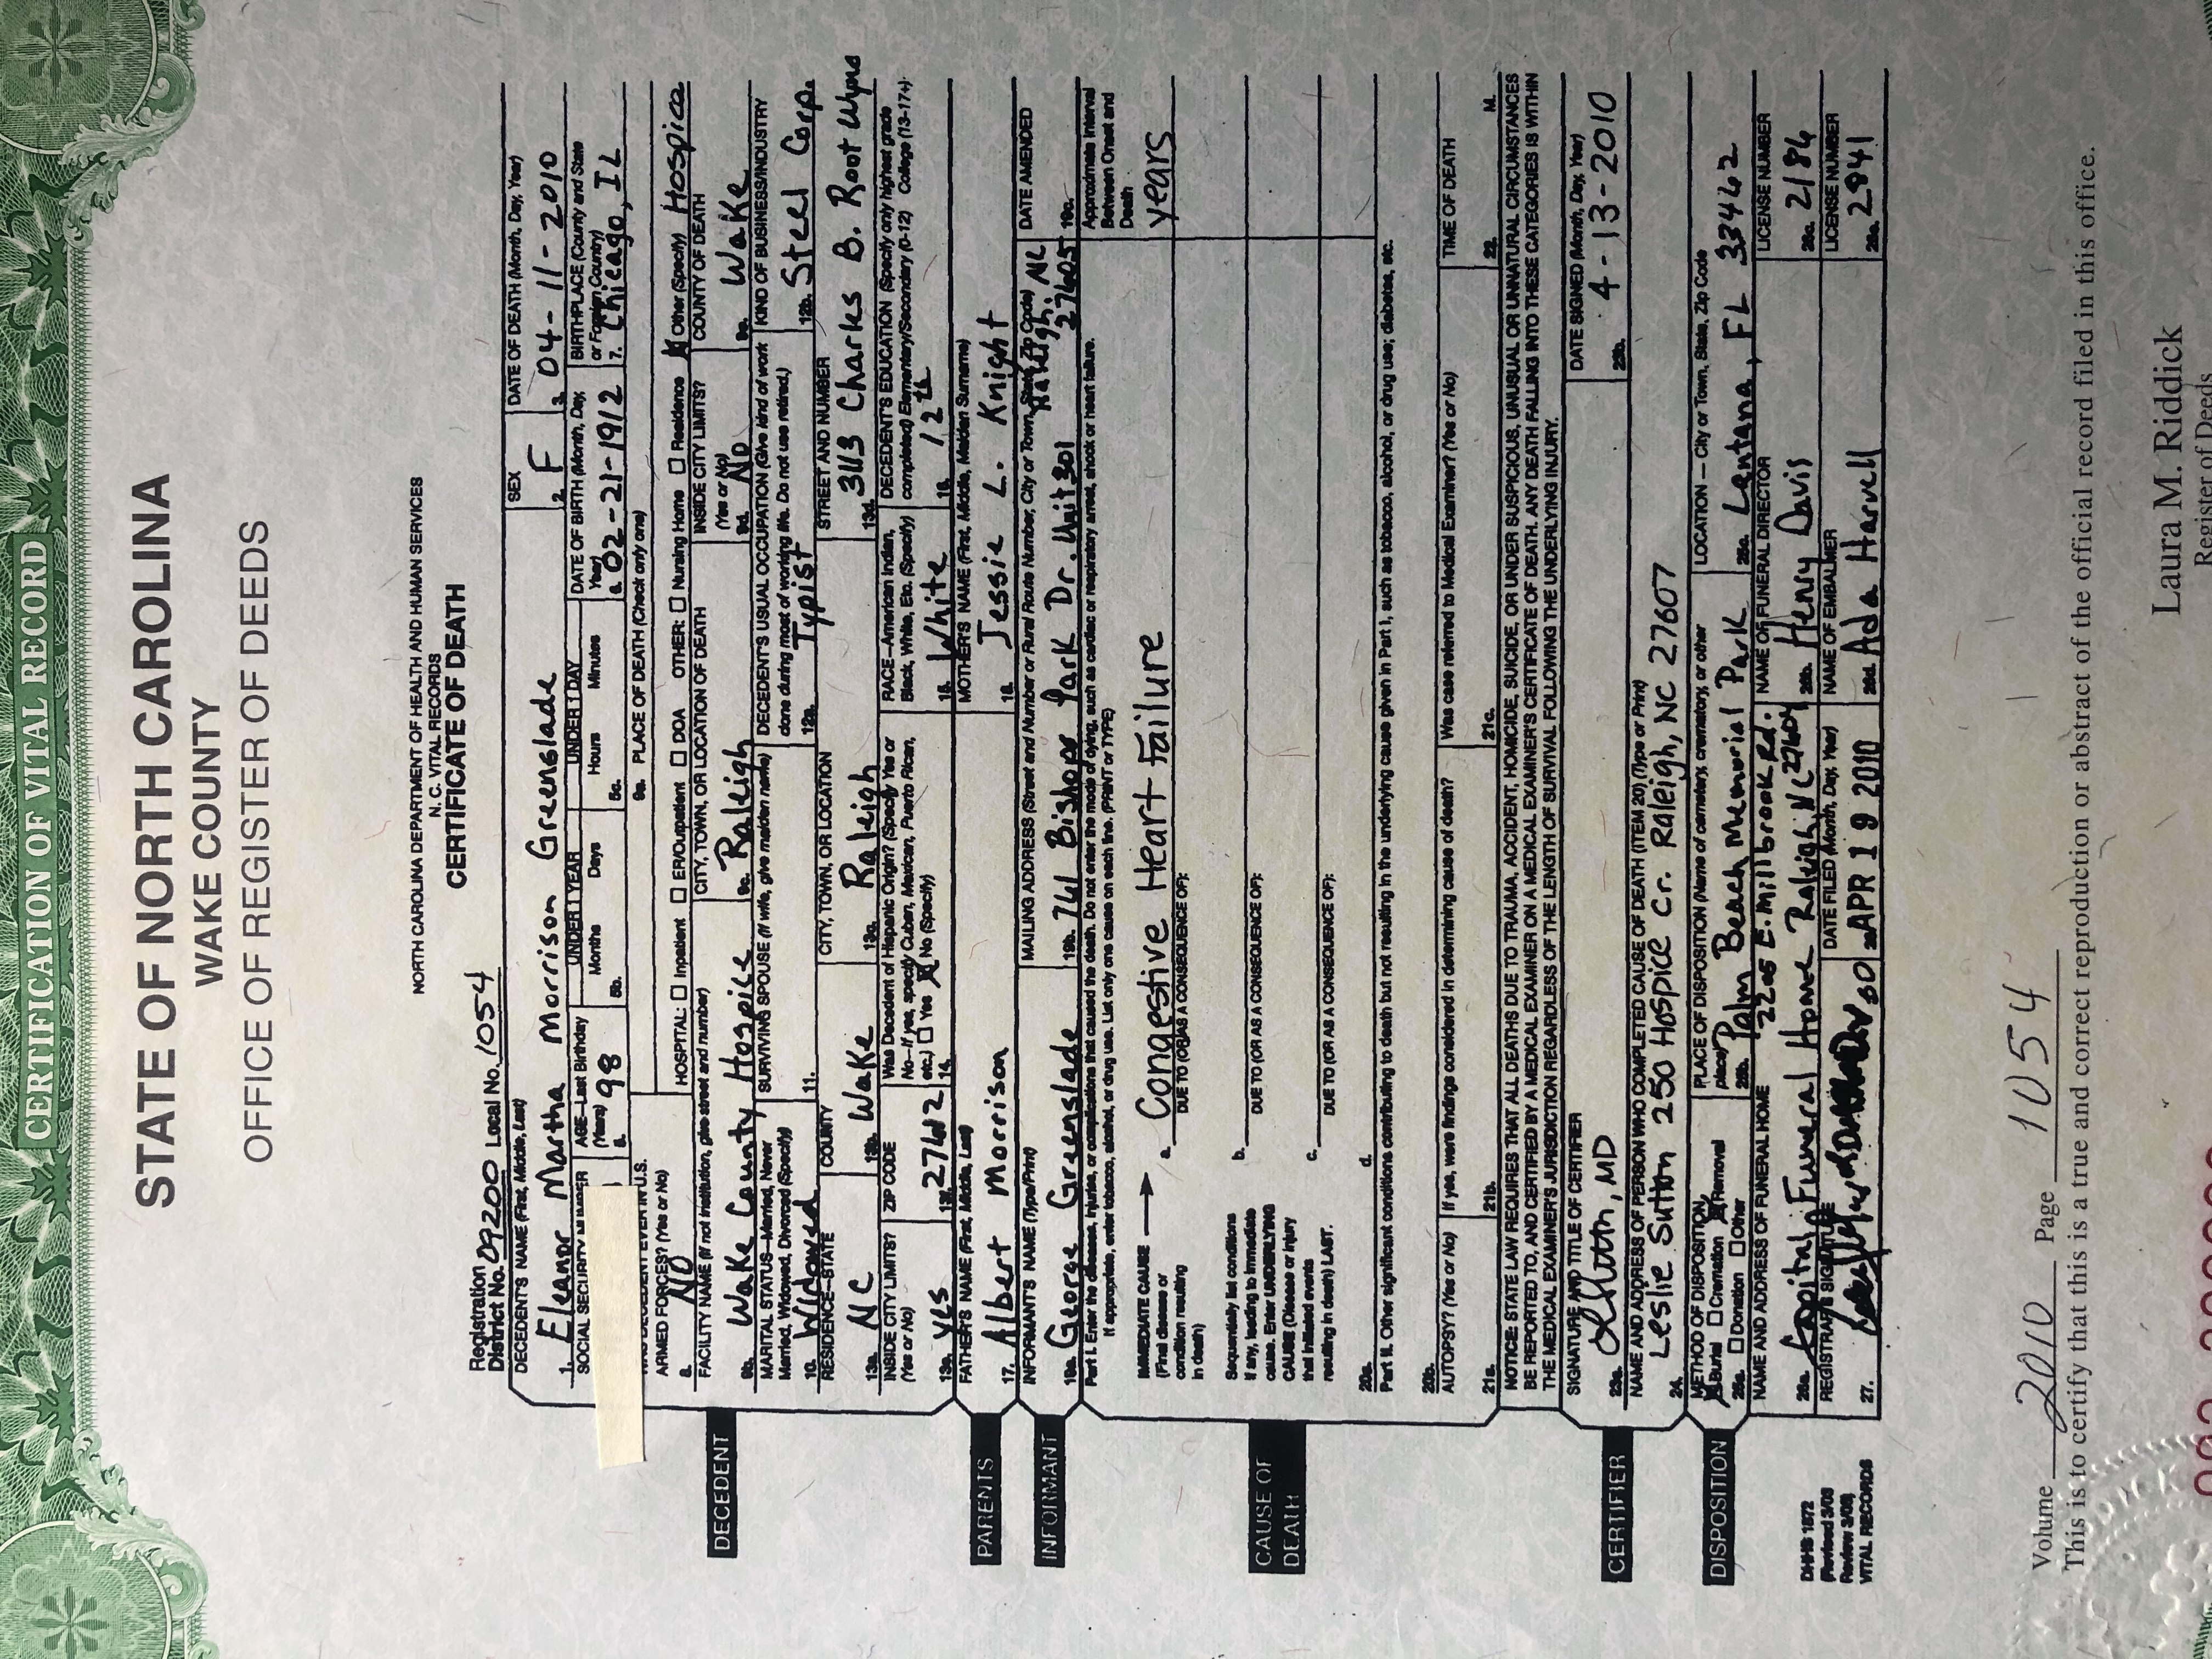 CERTIFICATION OF VITAL RECORD
STATE OF NORTH CAROLINA
WAKE COUNTY
OFFICE OF REGISTER OF DEEDS
NORTH CAROLINA DEPARTMENT OF HEALTH AND HUMAN SERVICES
N. C. VITAL RECORDS
CERTIFICATE OF DEATH
Registration
District No. 09200 Local No. 1054
DECEDENT'S NAME (First, Middle, Last) SEX DATE OF DEATH (Month, Day, Year)
1. Eleanor Martha Morrison Greenslade 2. F 3. 04-11-2010
SOCIAL SECURITY NUMBER AGE—Last Birthday UNDER 1 YEAR UNDER 1 DAY DATE OF BIRTH (Month, Day, BIRTHPLACE (County and State
(Years) Months Days Hours Minutes Year) or Foreign Country)
98 5b. 5c. 02-21-1912 7. Chicago, IL
WAS DECEDENT EVER IN U.S. 9a. PLACE OF DEATH (Check only one)
ARMED FORCES? (Yes or No)
8. NO HOSPITAL: Inpatient ER/Outpatient DOA OTHER: Nursing Home Residence Other (Specify) Hospice
DECEDENT
FACILITY NAME (If not institution, give street and number) CITY, TOWN, OR LOCATION OF DEATH INSIDE CITY LIMITS? COUNTY OF DEATH
(Yes or No)
9b. Wake County Hospice 9c. Raleigh 9d. No 9e. Wake
MARITAL STATUS—Married, Never SURVIVING SPOUSE (If wife, give maiden name) DECEDENT'S USUAL OCCUPATION (Give kind of work KIND OF BUSINESS/INDUSTRY
Married, Widowed, Divorced (Specify) done during most of working life. Do not use retired.)
10. Widowed 11. 12a. Typist 12b. Steel Corp.
RESIDENCE—STATE COUNTY CITY, TOWN, OR LOCATION STREET AND NUMBER
13a. NC 13b. Wake 13c. Raleigh 13d. 3113 Charles B. Root Wynd
INSIDE CITY LIMITS? ZIP CODE Was Decedent of Hispanic Origin? (Specify Yes or RACE—American Indian, DECEDENT'S EDUCATION (Specify only highest grade
(Yes or No) No—If yes, specify Cuban, Mexican, Puerto Rican, Black, White, Etc. (Specify) completed) Elementary/Secondary (0-12) College (13-17+)
etc.) Yes No (Specify)
13e. yes 13f. 27612 14. 15. White 16. 12th
PARENTS
FATHER'S NAME (First, Middle, Last) MOTHER'S NAME (First, Middle, Maiden Surname)
17. Albert Morrison 18. Jessie L. Knight
INFORMANT
INFORMANT'S NAME (Type/Print) MAILING ADDRESS (Street and Number or Rural Route Number, City or Town, State, Zip Code) DATE AMENDED
Raleigh, NC
19a. George Greenslade 19b. 761 Bishops Park Dr. Unit 301 27605 19c.
Part I. Enter the diseases, injuries, or complications that caused the death. Do not enter the mode of dying, such as cardiac or respiratory arrest, shock or heart failure. Approximate Interval
If appropriate, enter tobacco, alcohol, or drug use. List only one cause on each line. (PRINT or TYPE) Between Onset and
Death
IMMEDIATE CAUSE
(Final disease or a. Congestive Heart Failure years
condition resulting DUE TO (OR AS A CONSEQUENCE OF):
in death)
Sequentially list conditions b.
if any, leading to immediate DUE TO (OR AS A CONSEQUENCE OF):
cause. Enter UNDERLYING
CAUSE OF DEATH
CAUSE (Disease or injury
that initiated events c.
resulting in death) LAST. DUE TO (OR AS A CONSEQUENCE OF):
20a. d.
Part II. Other significant conditions contributing to death but not resulting in the underlying cause given in Part I, such as tobacco, alcohol, or drug use; diabetes, etc.
20b.
AUTOPSY? (Yes or No) If yes, were findings considered in determining cause of death? Was case referred to Medical Examiner? (Yes or No) TIME OF DEATH
21a. 21b. 21c. 22. M.
NOTICE: STATE LAW REQUIRES THAT ALL DEATHS DUE TO TRAUMA, ACCIDENT, HOMICIDE, SUICIDE, OR UNDER SUSPICIOUS, UNUSUAL OR UNNATURAL CIRCUMSTANCES
BE REPORTED TO, AND CERTIFIED BY A MEDICAL EXAMINER ON A MEDICAL EXAMINER'S CERTIFICATE OF DEATH. ANY DEATH FALLING INTO THESE CATEGORIES IS WITHIN
THE MEDICAL EXAMINER'S JURISDICTION REGARDLESS OF THE LENGTH OF SURVIVAL FOLLOWING THE UNDERLYING INJURY.
CERTIFIER
SIGNATURE AND TITLE OF CERTIFIER DATE SIGNED (Month, Day, Year)
23a. LSutton, MD 23b. 4-13-2010
NAME AND ADDRESS OF PERSON WHO COMPLETED CAUSE OF DEATH (ITEM 20) (Type or Print)
24. Leslie Sutton 250 Hospice Cr. Raleigh, NC 27607
DISPOSITION
METHOD OF DISPOSITION PLACE OF DISPOSITION (Name of cemetery, crematory, or other LOCATION — City or Town, State, Zip Code
Burial Cremation Removal place)
25a. Donation Other 25b. Palm Beach Memorial Park 25c. Lantana, FL 33462
NAME AND ADDRESS OF FUNERAL HOME 2205 E. Millbrook Rd. NAME OF FUNERAL DIRECTOR LICENSE NUMBER
26a. Capital Funeral Home Raleigh, NC 27604 26b. Henry Davis 26c. 2186
REGISTRAR'S SIGNATURE DATE FILED (Month, Day, Year) NAME OF EMBALMER LICENSE NUMBER
27. 28. APR 19 2010 26d. Ada Harvell 26e. 2841
DHHS 1872
(Revised 3/03
Review 3/06)
VITAL RECORDS
Volume 2010 Page 1054
This is to certify that this is a true and correct reproduction or abstract of the official record filed in this office.
Laura M. Riddick
Register of Deeds